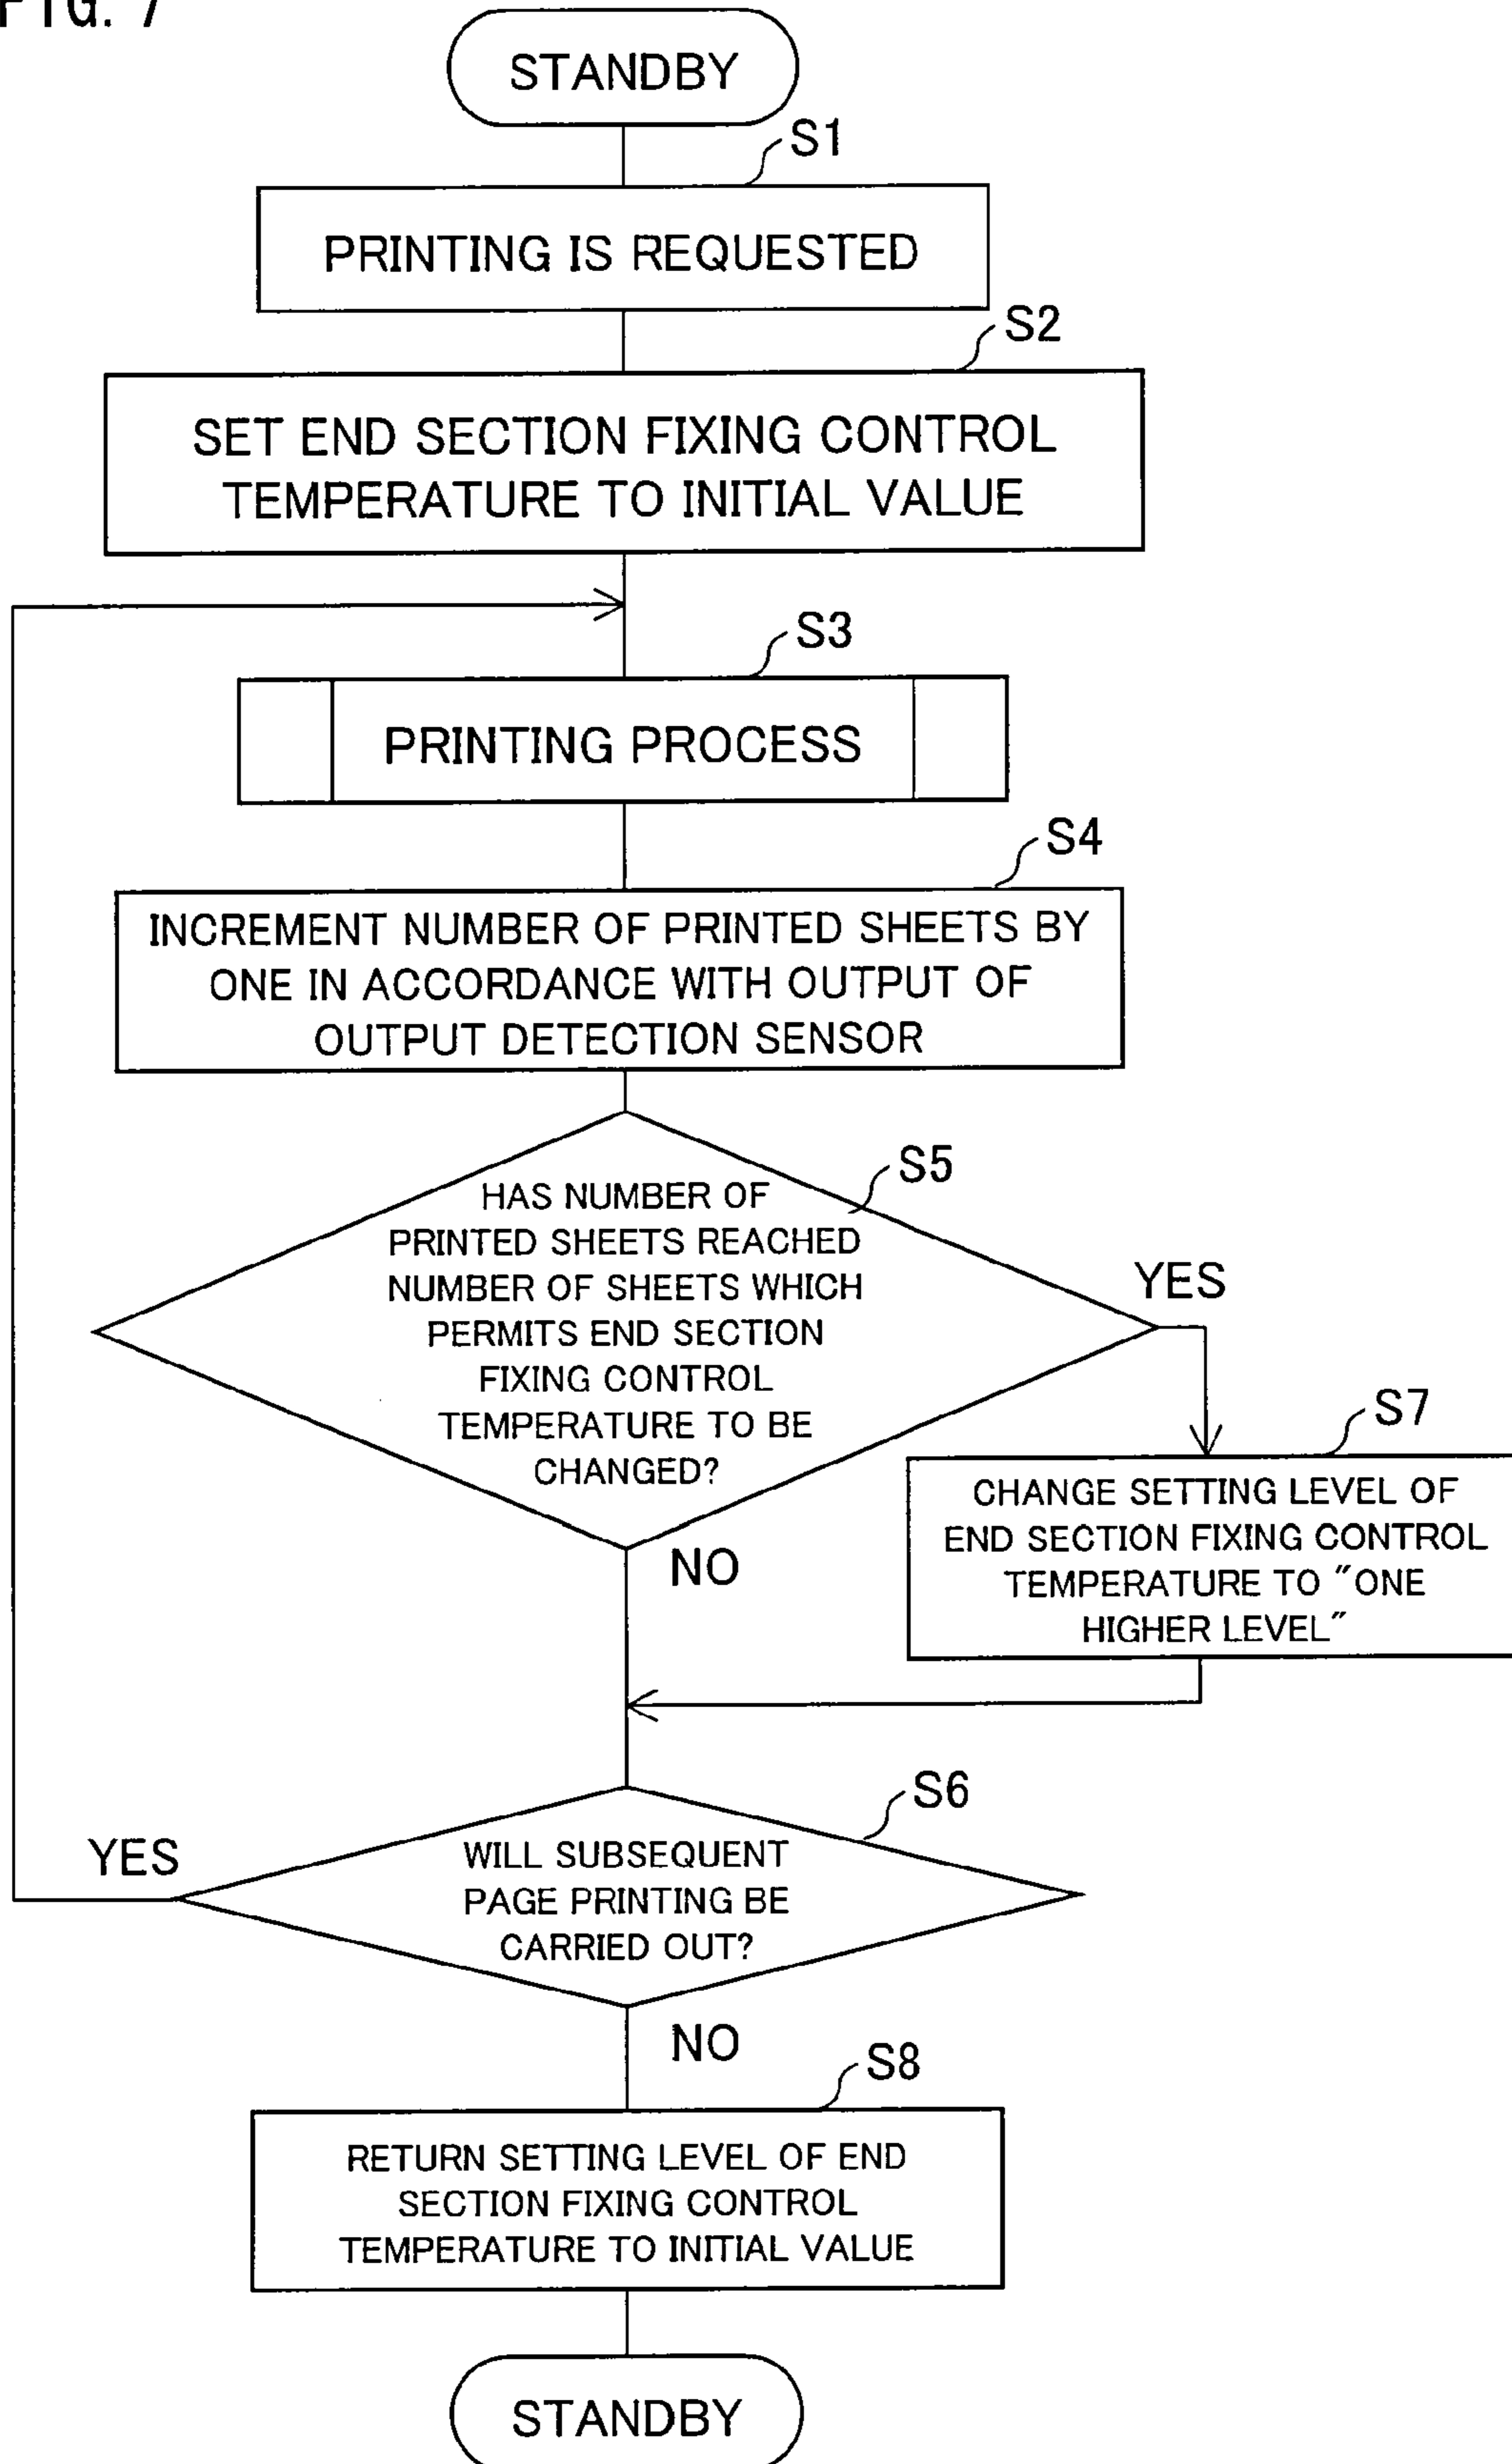 FIG. 7
STANDBY
S1
PRINTING IS REQUESTED
S2
SET END SECTION FIXING CONTROL
TEMPERATURE TO INITIAL VALUE
S3
PRINTING PROCESS
S4
INCREMENT NUMBER OF PRINTED SHEETS BY
ONE IN ACCORDANCE WITH OUTPUT OF
OUTPUT DETECTION SENSOR
S5
HAS NUMBER OF
PRINTED SHEETS REACHED
NUMBER OF SHEETS WHICH
PERMITS END SECTION
FIXING CONTROL
TEMPERATURE TO BE
CHANGED?
YES
NO
S7
CHANGE SETTING LEVEL OF
END SECTION FIXING CONTROL
TEMPERATURE TO "ONE
HIGHER LEVEL"
S6
WILL SUBSEQUENT
PAGE PRINTING BE
CARRIED OUT?
YES
NO
S8
RETURN SETTING LEVEL OF END
SECTION FIXING CONTROL
TEMPERATURE TO INITIAL VALUE
STANDBY